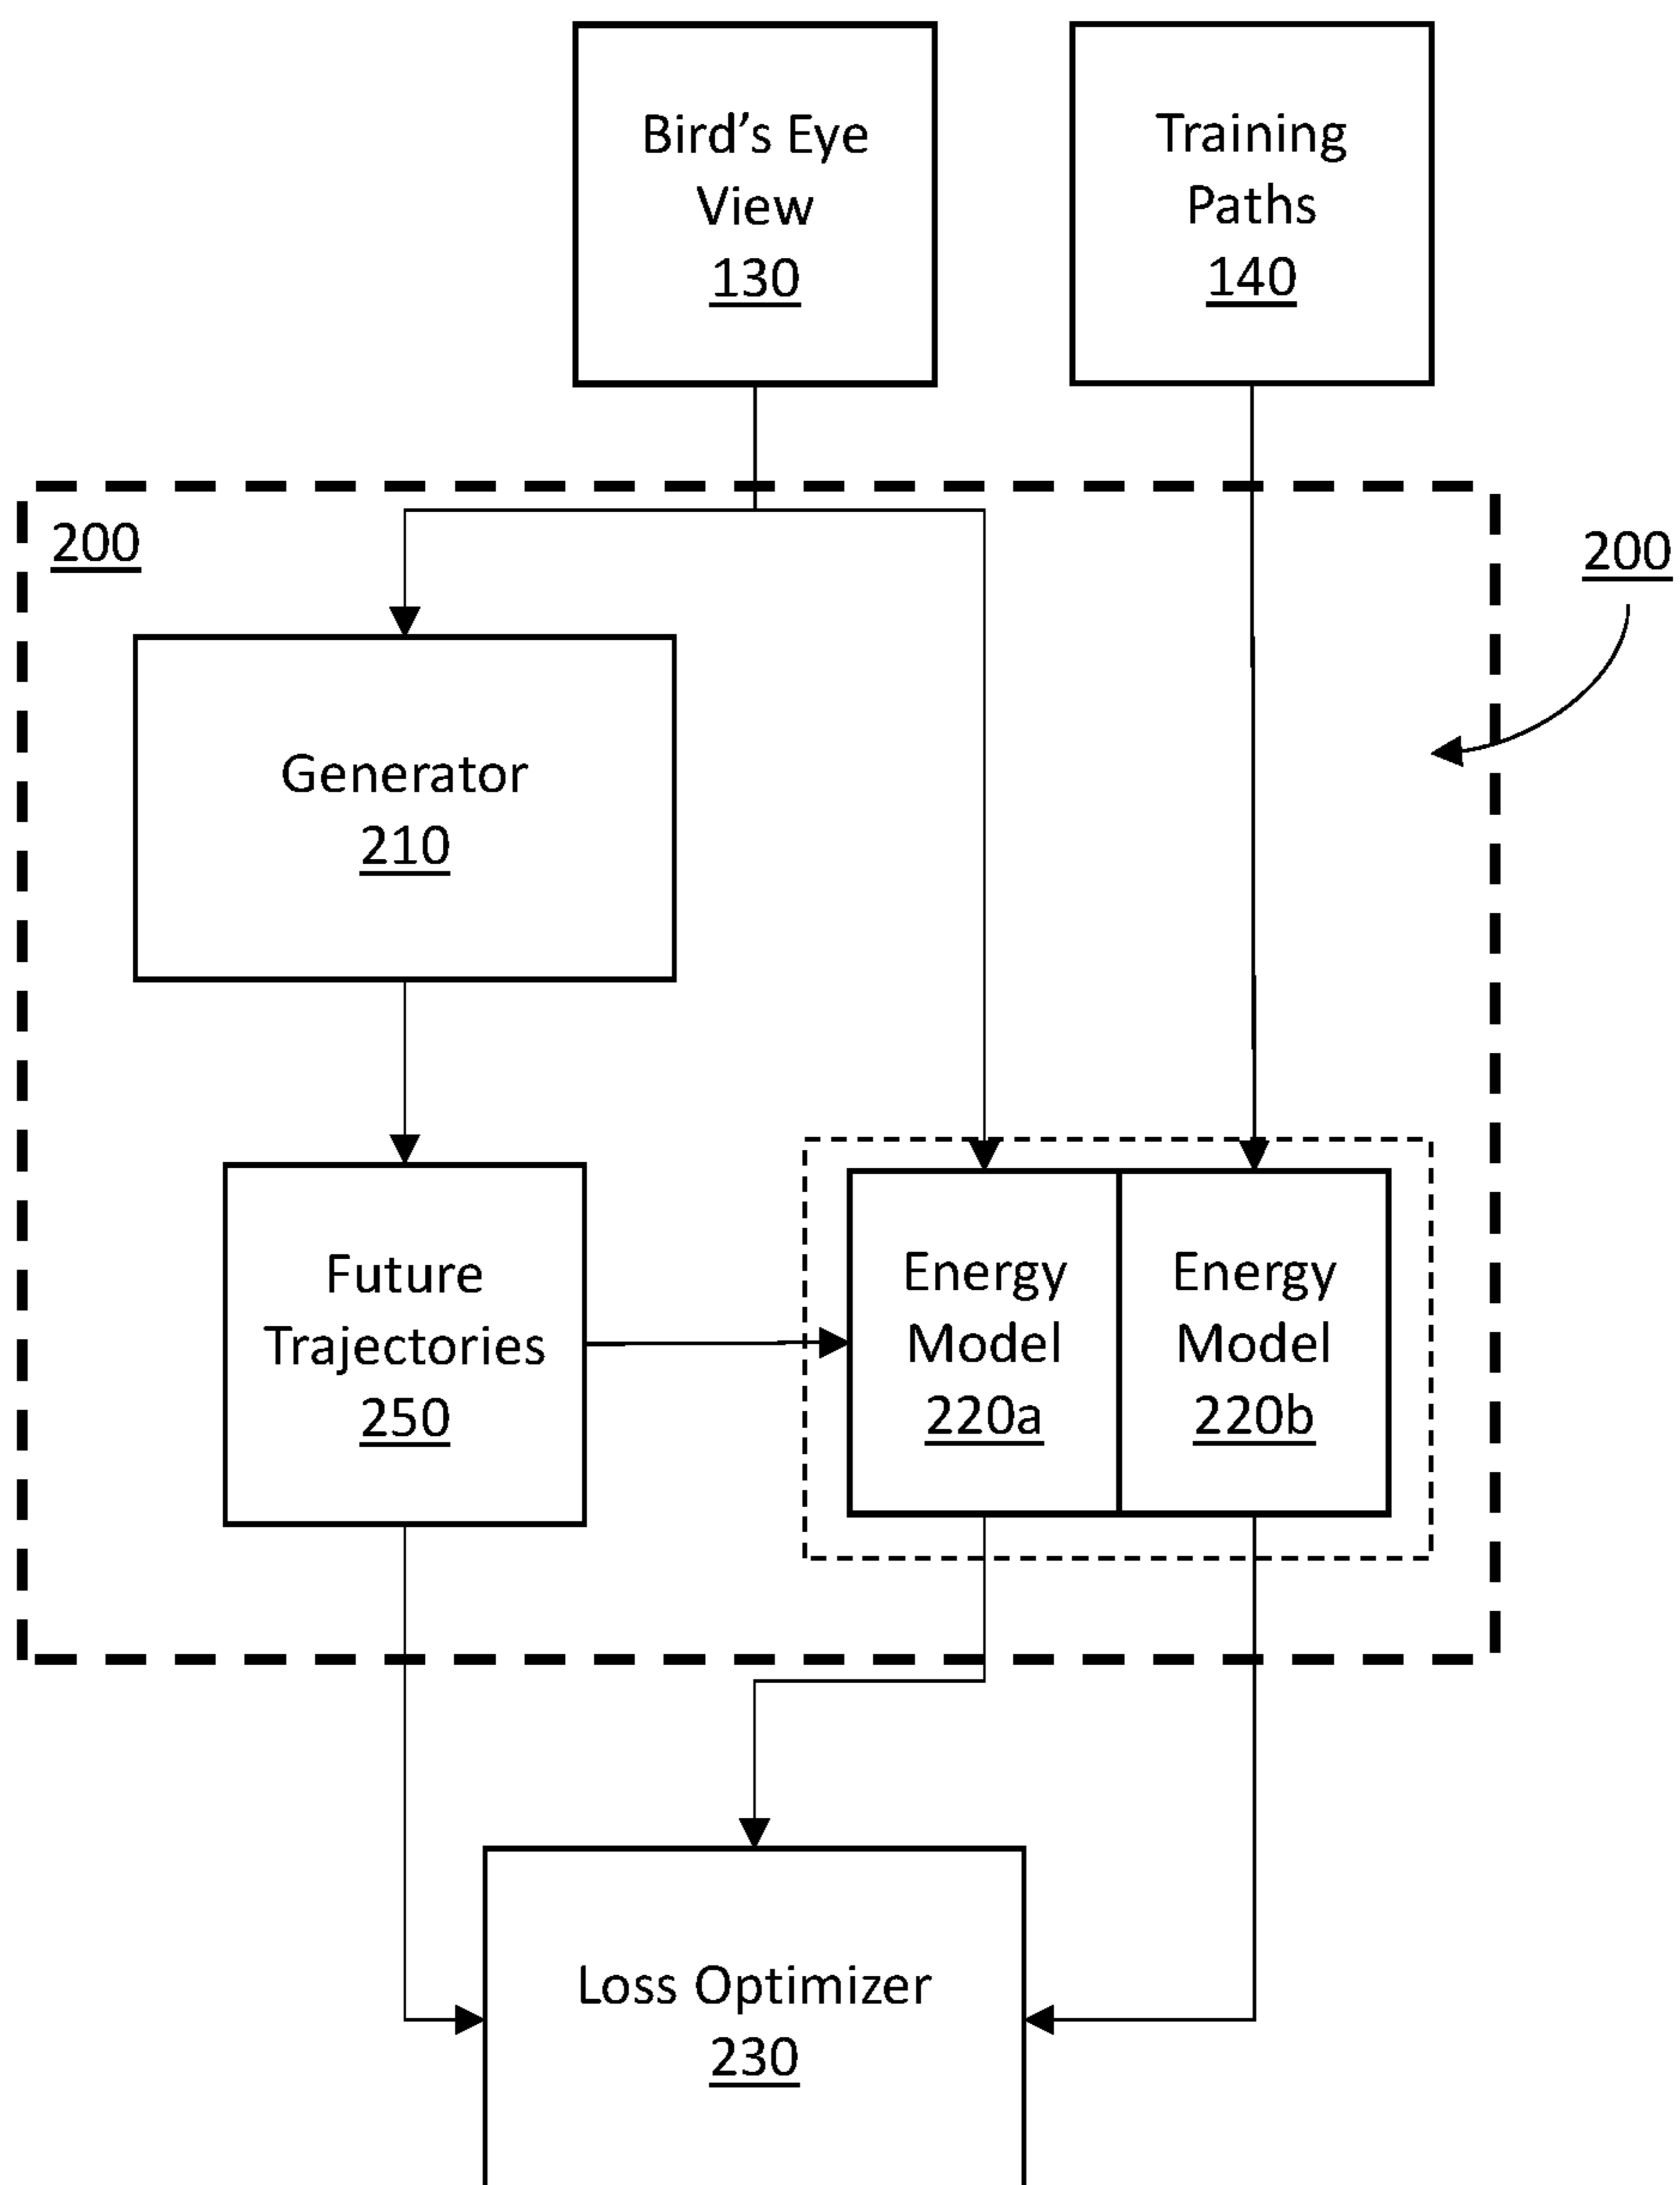 Bird’s Eye
View
130
Training
Paths
140
200
200
Generator
210
Future
Trajectories
250
Energy
Model
220a
Energy
Model
220b
Loss Optimizer
230